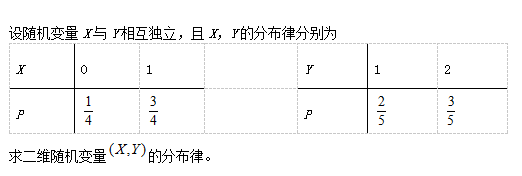 设随机变量 X与 Y相互独立，且 X，Y的分布律分别为
X 0 1 Y 1 2
P 1/4 3/4 P 2/5 3/5
求二维随机变量(X,Y)的分布律。